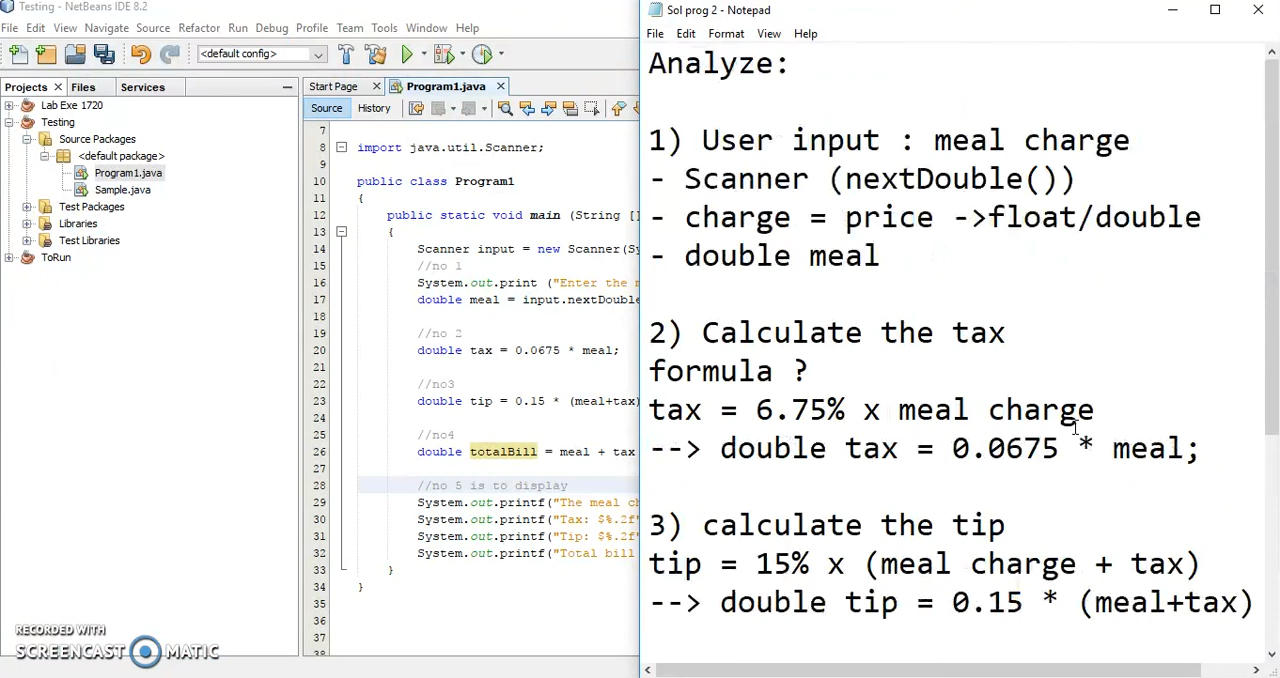 Testing - NetBeans IDE 8.2
File Edit View Navigate Source Refactor Run Debug Profile Team Tools Window Help
<default config>
Projects Files Services
Lab Exe 1720
Testing
Source Packages
<default package>
Program1.java
Sample.java
Test Packages
Libraries
Test Libraries
ToRun
Start Page Program1.java
Source History
7
8 import java.util.Scanner;
9
10 public class Program1
11 {
12 public static void main (String []
13 {
14 Scanner input = new Scanner(Sy
15 //no 1
16 System.out.print ("Enter the m
17 double meal = input.nextDouble
18
19 //no 2
20 double tax = 0.0675 * meal;
21
22 //no3
23 double tip = 0.15 * (meal+tax)
24
25 //no4
26 double totalBill = meal + tax
27
28 //no 5 is to display
29 System.out.printf("The meal ch
30 System.out.printf("Tax: $%.2f"
31 System.out.printf("Tip: $%.2f"
32 System.out.printf("Total bill
33 }
34 }
35
36
37
38
RECORDED WITH
SCREENCAST MATIC
Sol prog 2 - Notepad
File Edit Format View Help
Analyze:
1) User input : meal charge
- Scanner (nextDouble())
- charge = price ->float/double
- double meal
2) Calculate the tax
formula ?
tax = 6.75% x meal charge
--> double tax = 0.0675 * meal;
3) calculate the tip
tip = 15% x (meal charge + tax)
--> double tip = 0.15 * (meal+tax)